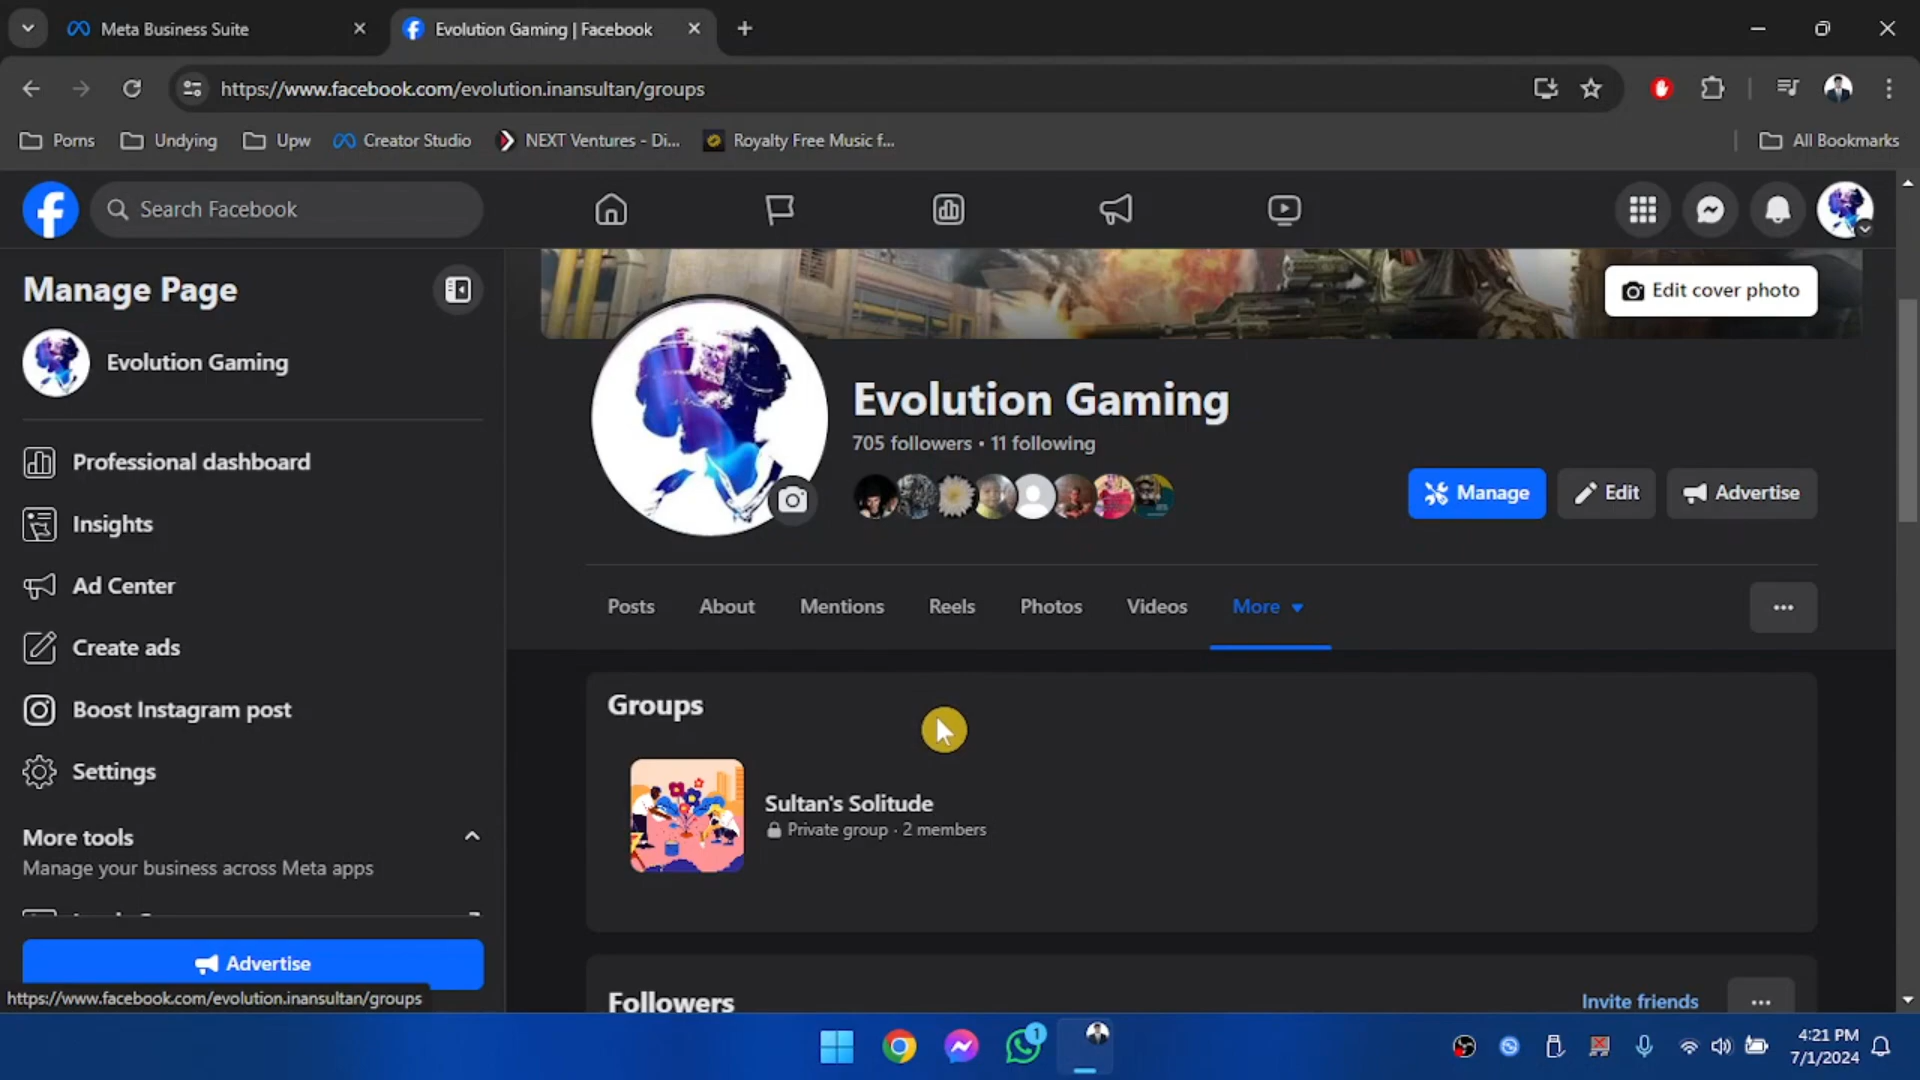 Meta Business Suite
Evolution Gaming | Facebook
https://www.facebook.com/evolution.inansultan/groups
Porns
Undying
Upw
Creator Studio
NEXT Ventures - Di...
Royalty Free Music f...
All Bookmarks
Search Facebook
Manage Page
Edit cover photo
Evolution Gaming
Evolution Gaming
705 followers • 11 following
Manage
Edit
Advertise
Professional dashboard
Insights
Ad Center
Create ads
Boost Instagram post
Settings
More tools
Manage your business across Meta apps
Advertise
Posts
About
Mentions
Reels
Photos
Videos
More
Groups
Sultan's Solitude
Private group · 2 members
Followers
Invite friends
https://www.facebook.com/evolution.inansultan/groups
1
4:21 PM
7/1/2024